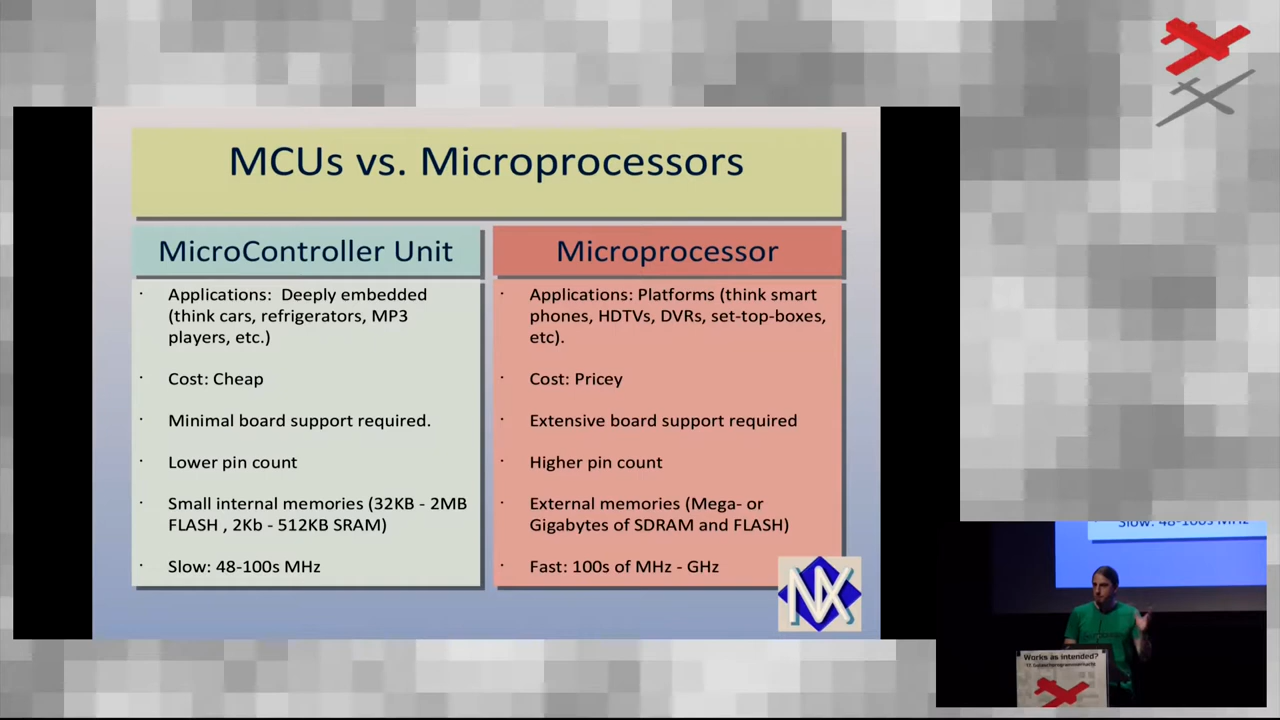 MCUs vs. Microprocessors
MicroController Unit
· Applications: Deeply embedded
(think cars, refrigerators, MP3
players, etc.)
· Cost: Cheap
· Minimal board support required.
· Lower pin count
· Small internal memories (32KB - 2MB
FLASH , 2Kb - 512KB SRAM)
· Slow: 48-100s MHz
Microprocessor
· Applications: Platforms (think smart
phones, HDTVs, DVRs, set-top-boxes,
etc).
· Cost: Pricey
· Extensive board support required
· Higher pin count
· External memories (Mega- or
Gigabytes of SDRAM and FLASH)
· Fast: 100s of MHz - GHz
NX
Slow: 48-100s MHz
Works as intended?